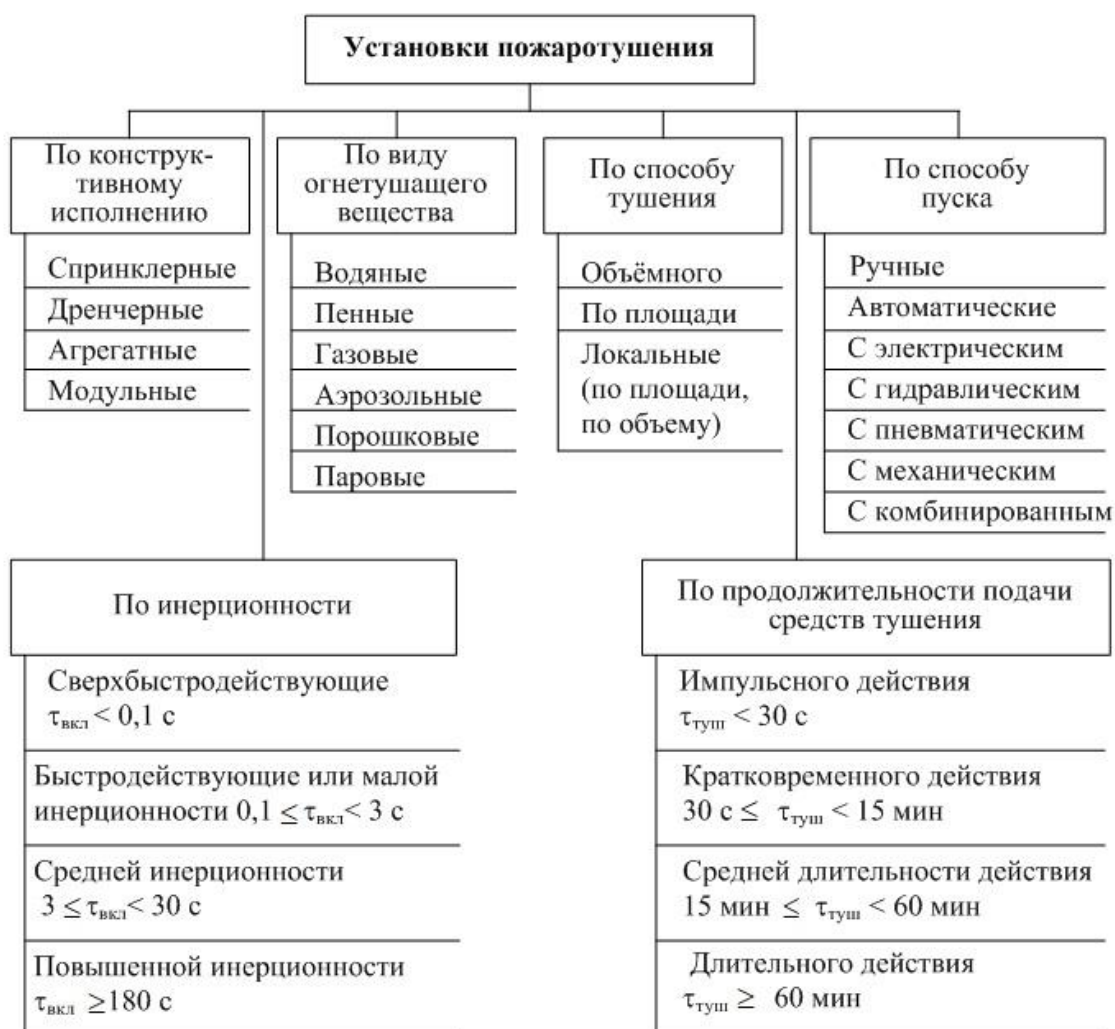 Установки пожаротушения
По конструк-
тивному
исполнению
Спринклерные
Дренчерные
Агрегатные
Модульные
По виду
огнетушащего
вещества
Водяные
Пенные
Газовые
Аэрозольные
Порошковые
Паровые
По способу
тушения
Объёмного
По площади
Локальные
(по площади,
по объему)
По способу
пуска
Ручные
Автоматические
С электрическим
С гидравлическим
С пневматическим
С механическим
С комбинированным
По инерционности
Сверхбыстродействующие
τвкл < 0,1 с
Быстродействующие или малой
инерционности 0,1 ≤ τвкл< 3 с
Средней инерционности
3 ≤ τвкл< 30 с
Повышенной инерционности
τвкл ≥180 с
По продолжительности подачи
средств тушения
Импульсного действия
τтуш < 30 с
Кратковременного действия
30 с ≤ τтуш < 15 мин
Средней длительности действия
15 мин ≤ τтуш < 60 мин
Длительного действия
τтуш ≥ 60 мин